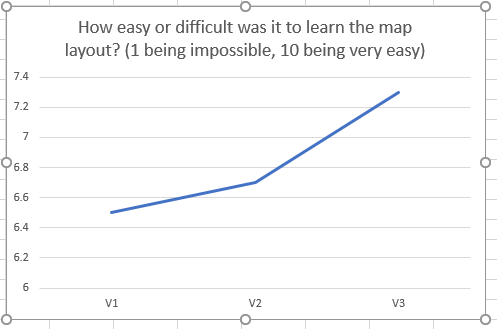 How easy or difficult was it to learn the map
layout? (1 being impossible, 10 being very easy)
7.4
7.2
7
6.8
6.6
6.4
6.2
6
V1 V2 V3